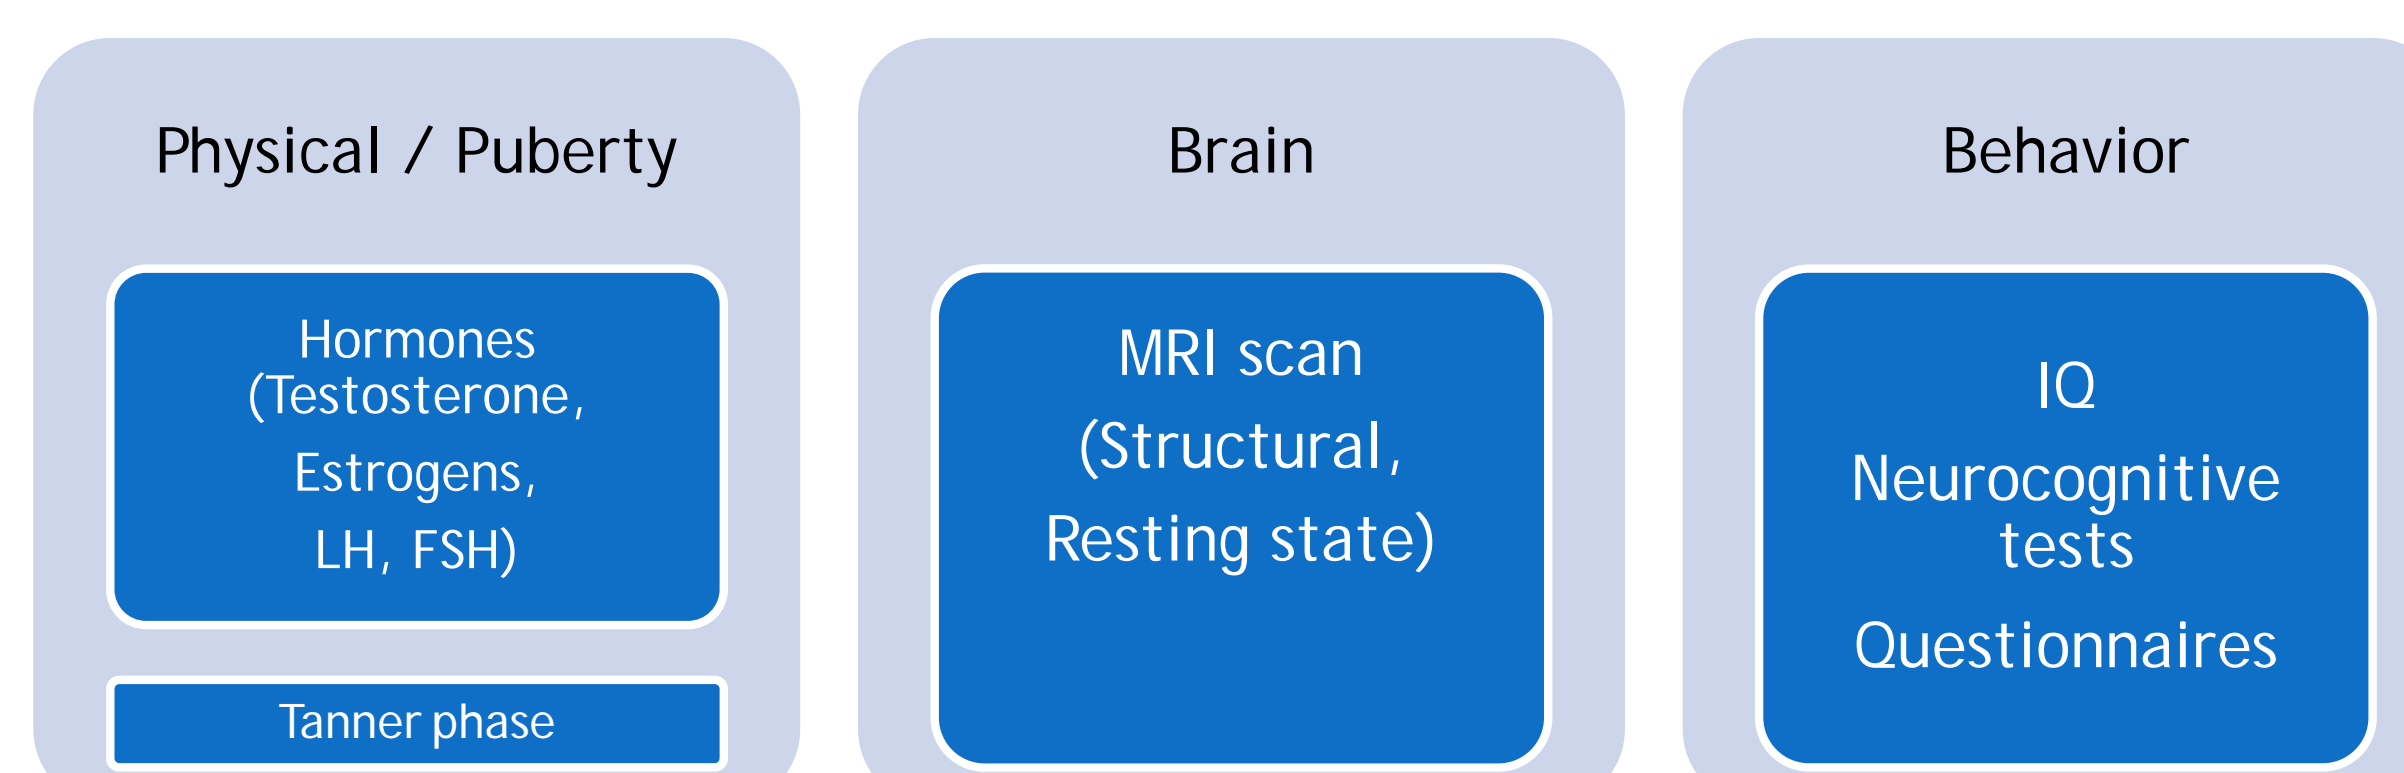 Physical / Puberty
Hormones
(Testosterone,
Estrogens,
LH, FSH)
Tanner phase
Brain
MRI scan
(Structural,
Resting state)
Behavior
IQ
Neurocognitive
tests
Questionnaires